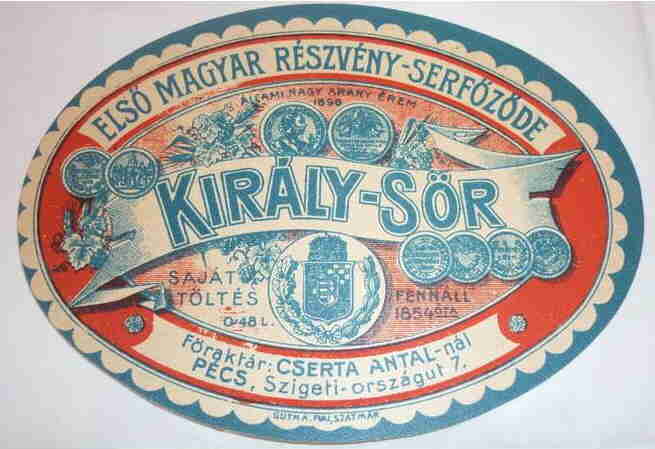 ELSŐ MAGYAR RÉSZVÉNY-SERFŐZŐDE
ÁLLAMI NAGY ARANY ÉREM
1896
KIRÁLY-SÖR
SAJÁT
TÖLTÉS
0·48 L.
FENNÁLL
1854 ÓTA
Főraktár: CSERTA ANTAL-nál
PÉCS, Szigeti-országut 7.